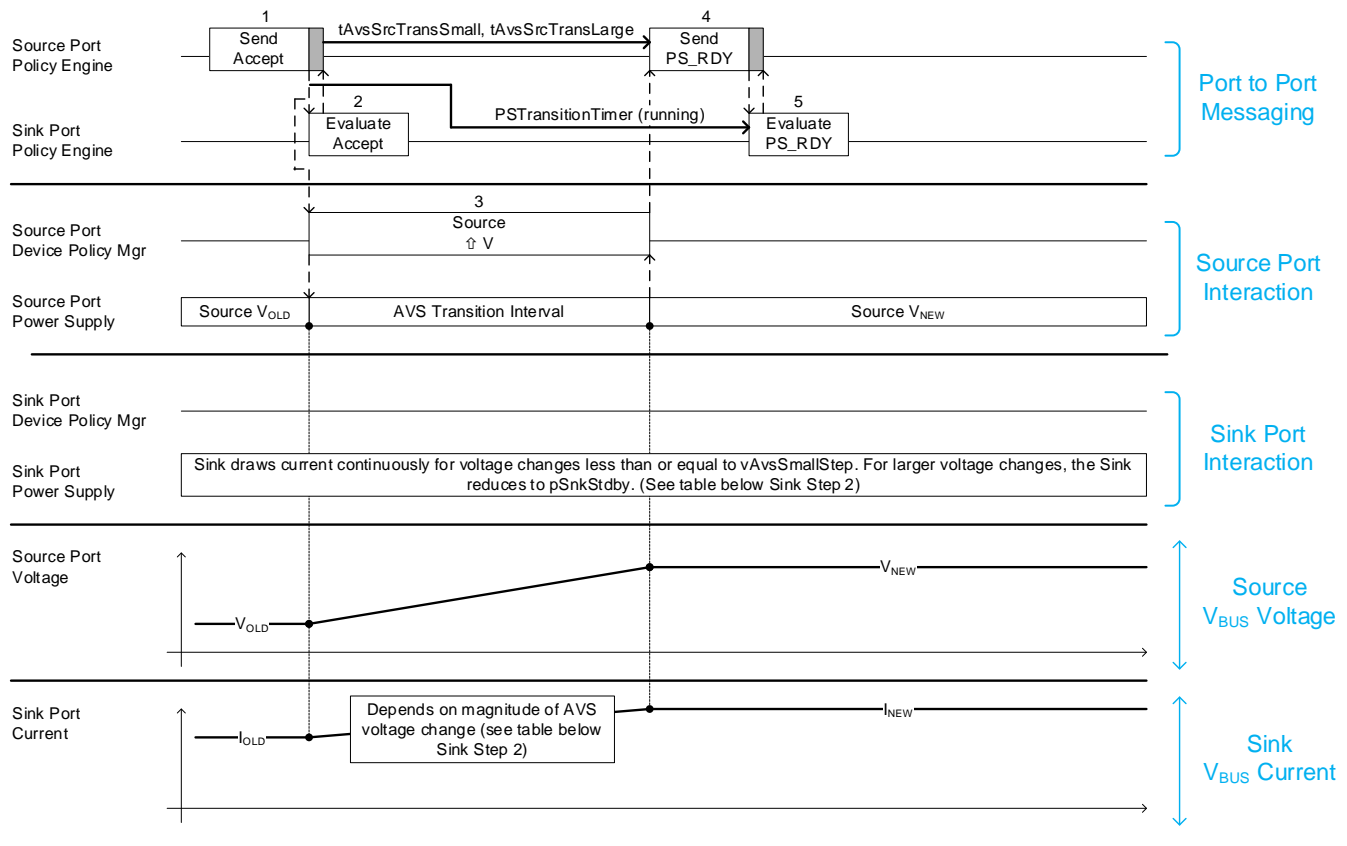 1
Send
Accept
tAvsSrcTransSmall, tAvsSrcTransLarge
4
Send
PS_RDY
Source Port
Policy Engine
2
Evaluate
Accept
PSTransitionTimer (running)
5
Evaluate
PS_RDY
Sink Port
Policy Engine
Port to Port
Messaging
3
Source
⇧ V
Source Port
Device Policy Mgr
Source Port
Power Supply
Source VOLD
AVS Transition Interval
Source VNEW
Source Port
Interaction
Sink Port
Device Policy Mgr
Sink Port
Power Supply
Sink draws current continuously for voltage changes less than or equal to vAvsSmallStep. For larger voltage changes, the Sink
reduces to pSnkStdby. (See table below Sink Step 2)
Sink Port
Interaction
Source Port
Voltage
VOLD
VNEW
Source
VBUS Voltage
Sink Port
Current
IOLD
Depends on magnitude of AVS
voltage change (see table below
Sink Step 2)
INEW
Sink
VBUS Current